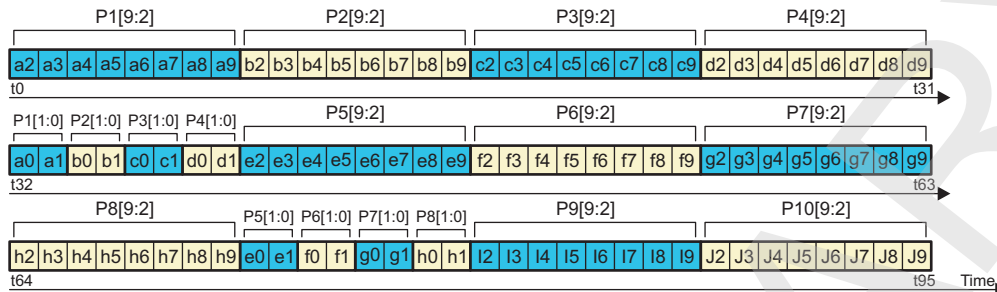 P1[9:2] P2[9:2] P3[9:2] P4[9:2]
a2 a3 a4 a5 a6 a7 a8 a9 b2 b3 b4 b5 b6 b7 b8 b9 c2 c3 c4 c5 c6 c7 c8 c9 d2 d3 d4 d5 d6 d7 d8 d9
t0 t31
P1[1:0] P2[1:0] P3[1:0] P4[1:0] P5[9:2] P6[9:2] P7[9:2]
a0 a1 b0 b1 c0 c1 d0 d1 e2 e3 e4 e5 e6 e7 e8 e9 f2 f3 f4 f5 f6 f7 f8 f9 g2 g3 g4 g5 g6 g7 g8 g9
t32 t63
P8[9:2] P5[1:0] P6[1:0] P7[1:0] P8[1:0] P9[9:2] P10[9:2]
h2 h3 h4 h5 h6 h7 h8 h9 e0 e1 f0 f1 g0 g1 h0 h1 I2 I3 I4 I5 I6 I7 I8 I9 J2 J3 J4 J5 J6 J7 J8 J9
t64 t95 Time